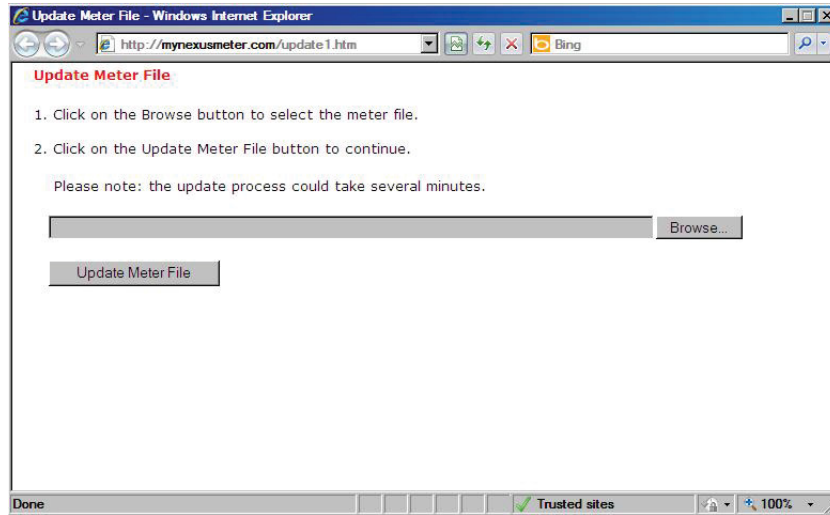 Update Meter File - Windows Internet Explorer
http://mynexusmeter.com/update1.htm
Bing
Update Meter File
1. Click on the Browse button to select the meter file.
2. Click on the Update Meter File button to continue.
Please note: the update process could take several minutes.
Browse...
Update Meter File
Done
Trusted sites
100%